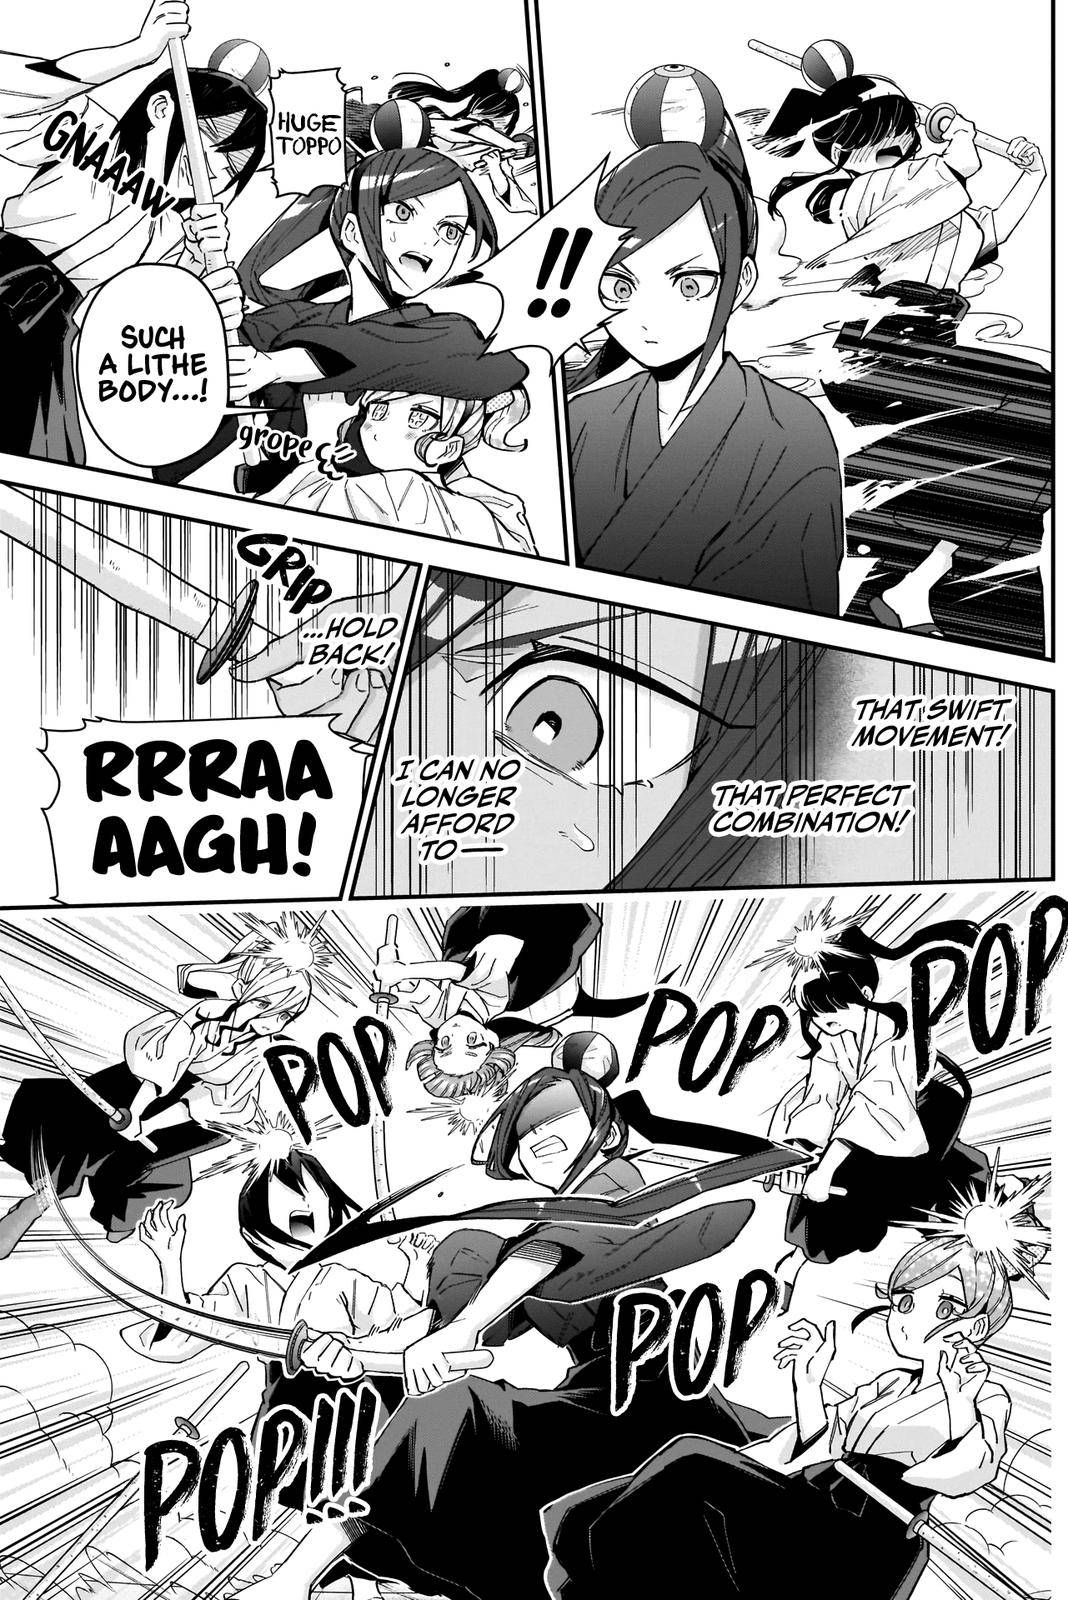 !!
HUGE
TOPPO
GNAAAW
SUCH
A LITHE
BODY...!
grope
THAT SWIFT
MOVEMENT!
THAT PERFECT
COMBINATION!
I CAN NO
LONGER
AFFORD
TO —
...HOLD
BACK!
GRIP
RRRAA
AAGH!
POP
POP
POP
POP
POP!!!